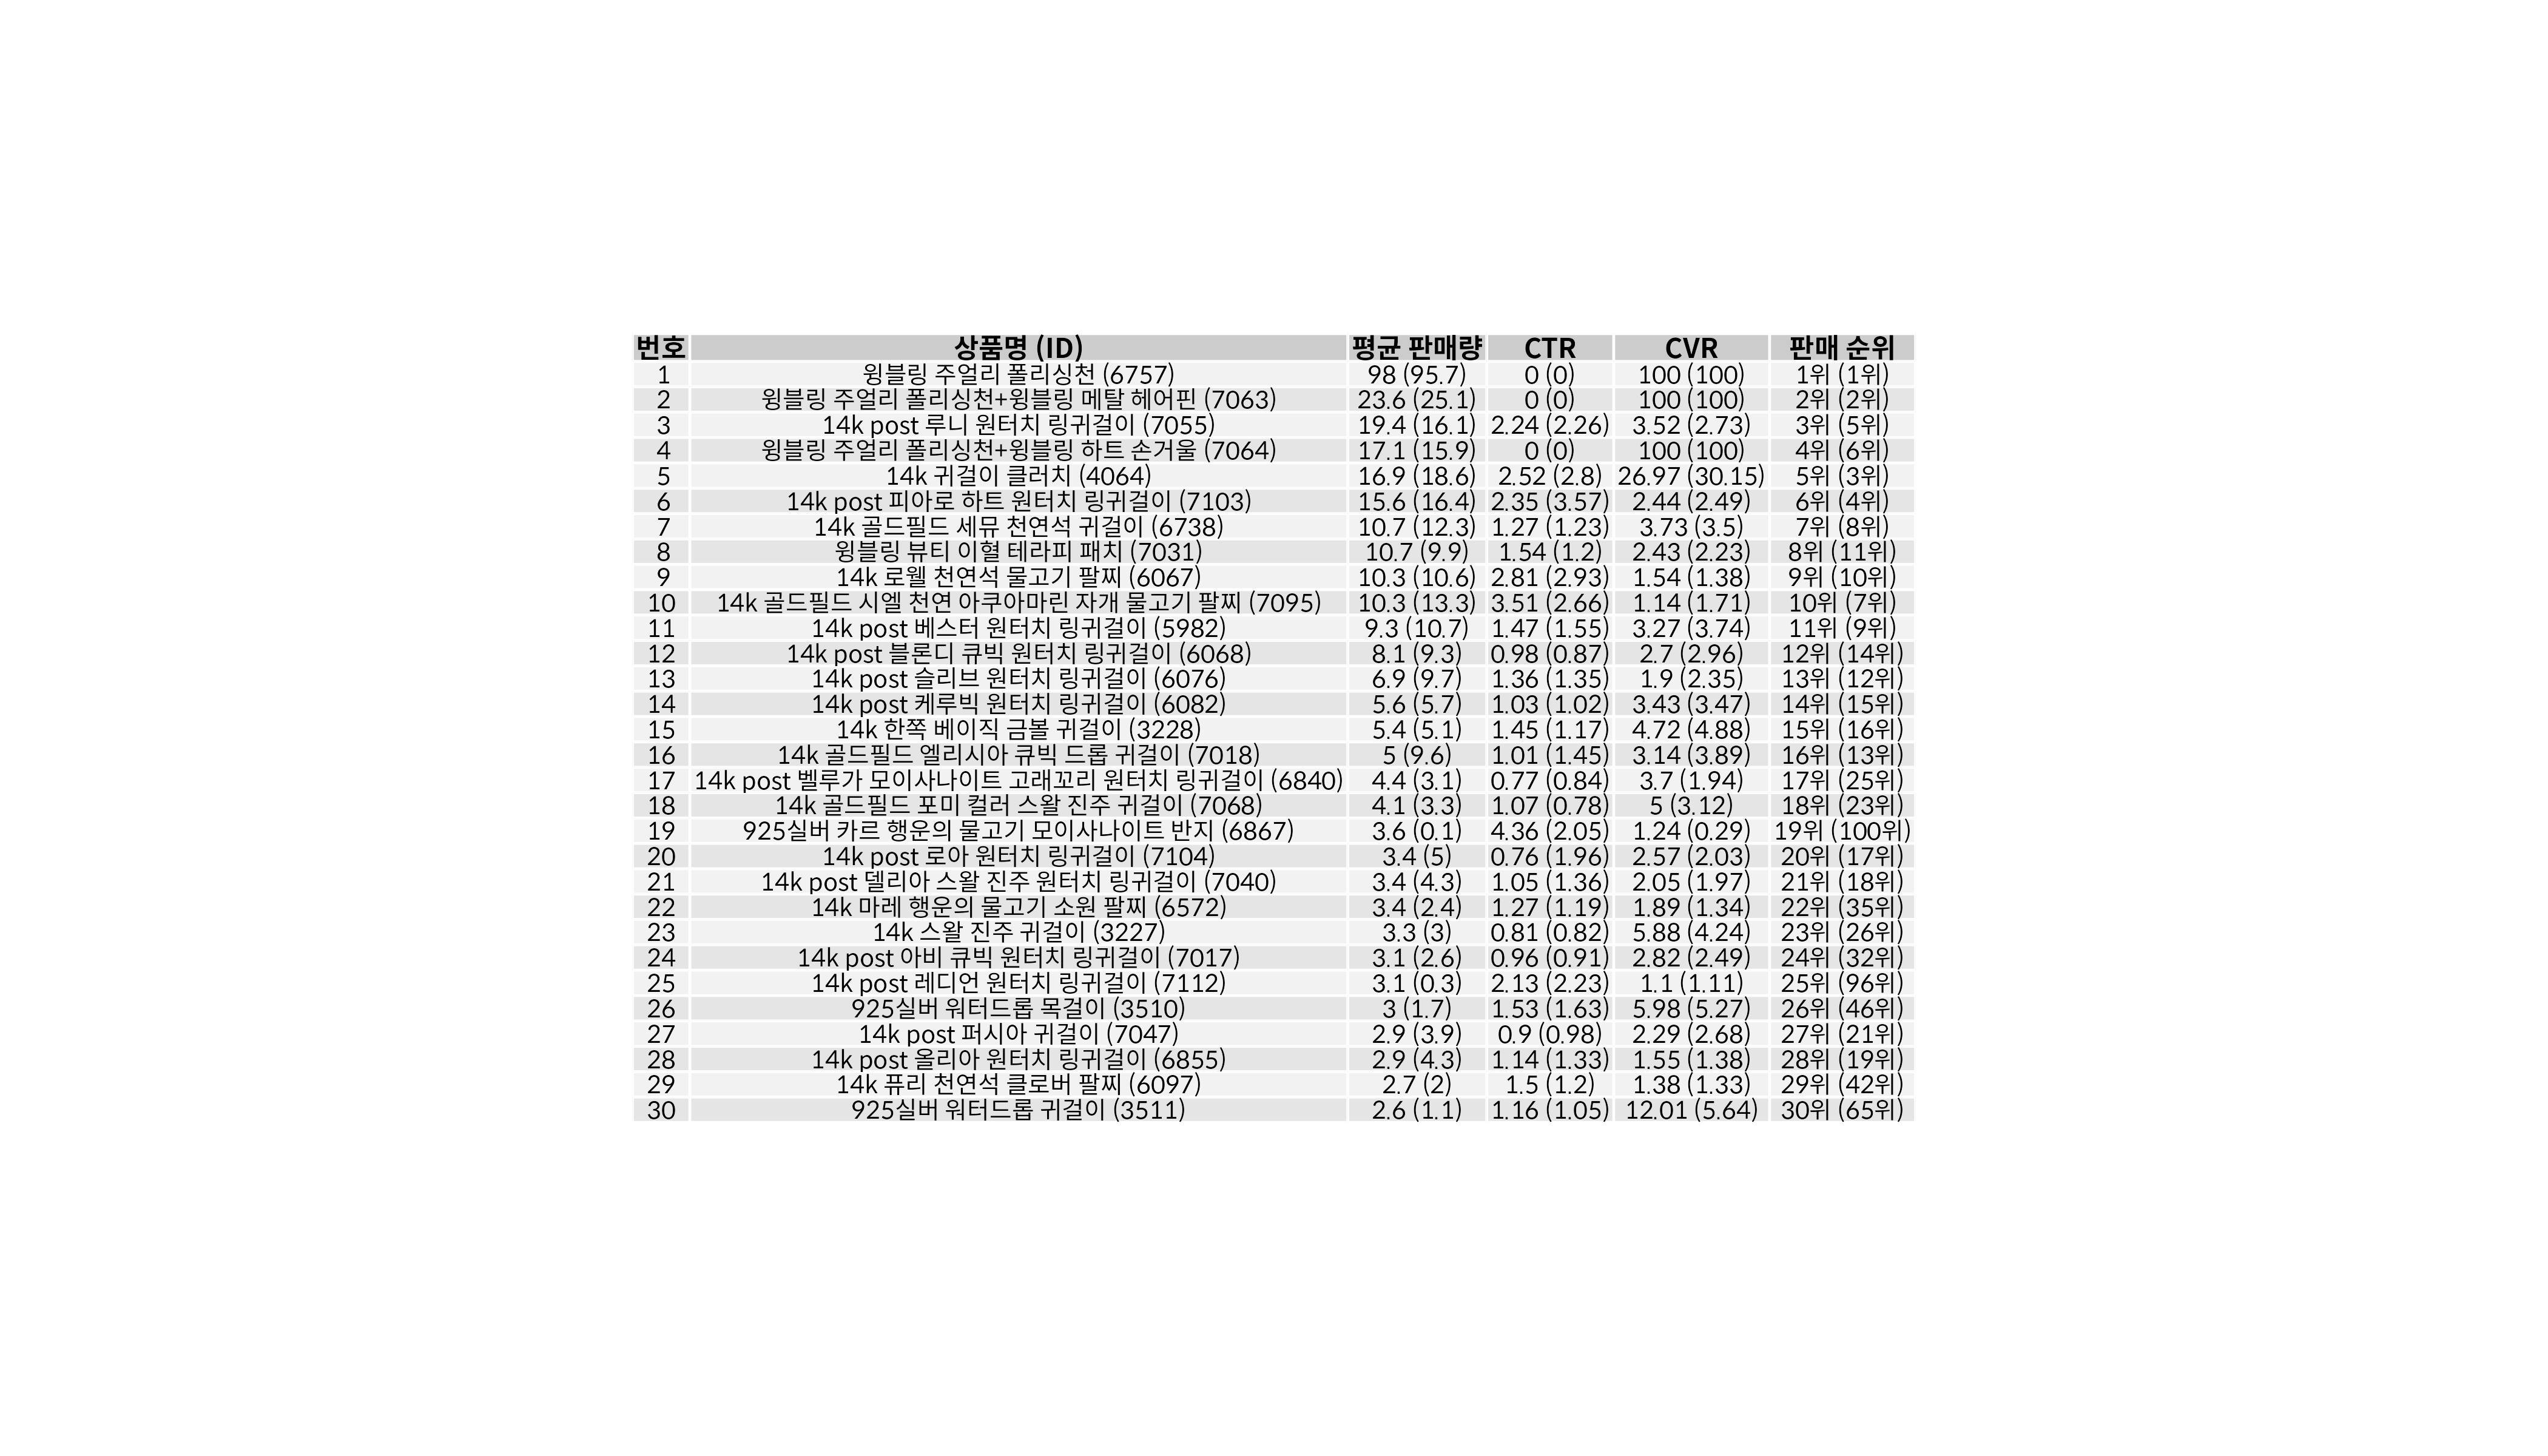 번호 상품명 (ID) 평균 판매량 CTR CVR 판매 순위
1 윙블링 주얼리 폴리싱천 (6757) 98 (95.7) 0 (0) 100 (100) 1위 (1위)
2 윙블링 주얼리 폴리싱천+윙블링 메탈 헤어핀 (7063) 23.6 (25.1) 0 (0) 100 (100) 2위 (2위)
3 14k post 루니 원터치 링귀걸이 (7055) 19.4 (16.1) 2.24 (2.26) 3.52 (2.73) 3위 (5위)
4 윙블링 주얼리 폴리싱천+윙블링 하트 손거울 (7064) 17.1 (15.9) 0 (0) 100 (100) 4위 (6위)
5 14k 귀걸이 클러치 (4064) 16.9 (18.6) 2.52 (2.8) 26.97 (30.15) 5위 (3위)
6 14k post 피아로 하트 원터치 링귀걸이 (7103) 15.6 (16.4) 2.35 (3.57) 2.44 (2.49) 6위 (4위)
7 14k 골드필드 세뮤 천연석 귀걸이 (6738) 10.7 (12.3) 1.27 (1.23) 3.73 (3.5) 7위 (8위)
8 윙블링 뷰티 이혈 테라피 패치 (7031) 10.7 (9.9) 1.54 (1.2) 2.43 (2.23) 8위 (11위)
9 14k 로웰 천연석 물고기 팔찌 (6067) 10.3 (10.6) 2.81 (2.93) 1.54 (1.38) 9위 (10위)
10 14k 골드필드 시엘 천연 아쿠아마린 자개 물고기 팔찌 (7095) 10.3 (13.3) 3.51 (2.66) 1.14 (1.71) 10위 (7위)
11 14k post 베스터 원터치 링귀걸이 (5982) 9.3 (10.7) 1.47 (1.55) 3.27 (3.74) 11위 (9위)
12 14k post 블론디 큐빅 원터치 링귀걸이 (6068) 8.1 (9.3) 0.98 (0.87) 2.7 (2.96) 12위 (14위)
13 14k post 슬리브 원터치 링귀걸이 (6076) 6.9 (9.7) 1.36 (1.35) 1.9 (2.35) 13위 (12위)
14 14k post 케루빅 원터치 링귀걸이 (6082) 5.6 (5.7) 1.03 (1.02) 3.43 (3.47) 14위 (15위)
15 14k 한쪽 베이직 금볼 귀걸이 (3228) 5.4 (5.1) 1.45 (1.17) 4.72 (4.88) 15위 (16위)
16 14k 골드필드 엘리시아 큐빅 드롭 귀걸이 (7018) 5 (9.6) 1.01 (1.45) 3.14 (3.89) 16위 (13위)
17 14k post 벨루가 모이사나이트 고래꼬리 원터치 링귀걸이 (6840) 4.4 (3.1) 0.77 (0.84) 3.7 (1.94) 17위 (25위)
18 14k 골드필드 포미 컬러 스왈 진주 귀걸이 (7068) 4.1 (3.3) 1.07 (0.78) 5 (3.12) 18위 (23위)
19 925실버 카르 행운의 물고기 모이사나이트 반지 (6867) 3.6 (0.1) 4.36 (2.05) 1.24 (0.29) 19위 (100위)
20 14k post 로아 원터치 링귀걸이 (7104) 3.4 (5) 0.76 (1.96) 2.57 (2.03) 20위 (17위)
21 14k post 델리아 스왈 진주 원터치 링귀걸이 (7040) 3.4 (4.3) 1.05 (1.36) 2.05 (1.97) 21위 (18위)
22 14k 마레 행운의 물고기 소원 팔찌 (6572) 3.4 (2.4) 1.27 (1.19) 1.89 (1.34) 22위 (35위)
23 14k 스왈 진주 귀걸이 (3227) 3.3 (3) 0.81 (0.82) 5.88 (4.24) 23위 (26위)
24 14k post 아비 큐빅 원터치 링귀걸이 (7017) 3.1 (2.6) 0.96 (0.91) 2.82 (2.49) 24위 (32위)
25 14k post 레디언 원터치 링귀걸이 (7112) 3.1 (0.3) 2.13 (2.23) 1.1 (1.11) 25위 (96위)
26 925실버 워터드롭 목걸이 (3510) 3 (1.7) 1.53 (1.63) 5.98 (5.27) 26위 (46위)
27 14k post 퍼시아 귀걸이 (7047) 2.9 (3.9) 0.9 (0.98) 2.29 (2.68) 27위 (21위)
28 14k post 올리아 원터치 링귀걸이 (6855) 2.9 (4.3) 1.14 (1.33) 1.55 (1.38) 28위 (19위)
29 14k 퓨리 천연석 클로버 팔찌 (6097) 2.7 (2) 1.5 (1.2) 1.38 (1.33) 29위 (42위)
30 925실버 워터드롭 귀걸이 (3511) 2.6 (1.1) 1.16 (1.05) 12.01 (5.64) 30위 (65위)